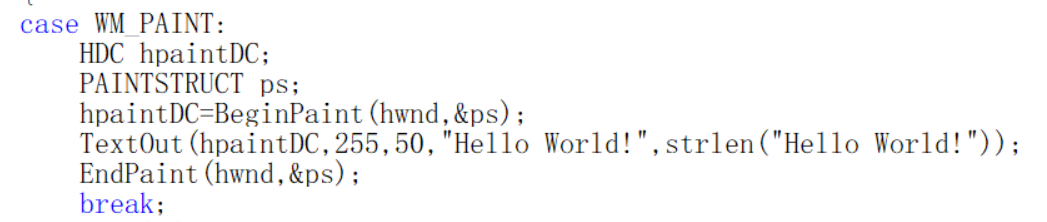 case WM_PAINT:
HDC hpaintDC;
PAINTSTRUCT ps;
hpaintDC=BeginPaint(hwnd,&ps);
TextOut(hpaintDC,255,50,"Hello World!",strlen("Hello World!"));
EndPaint(hwnd,&ps);
break;